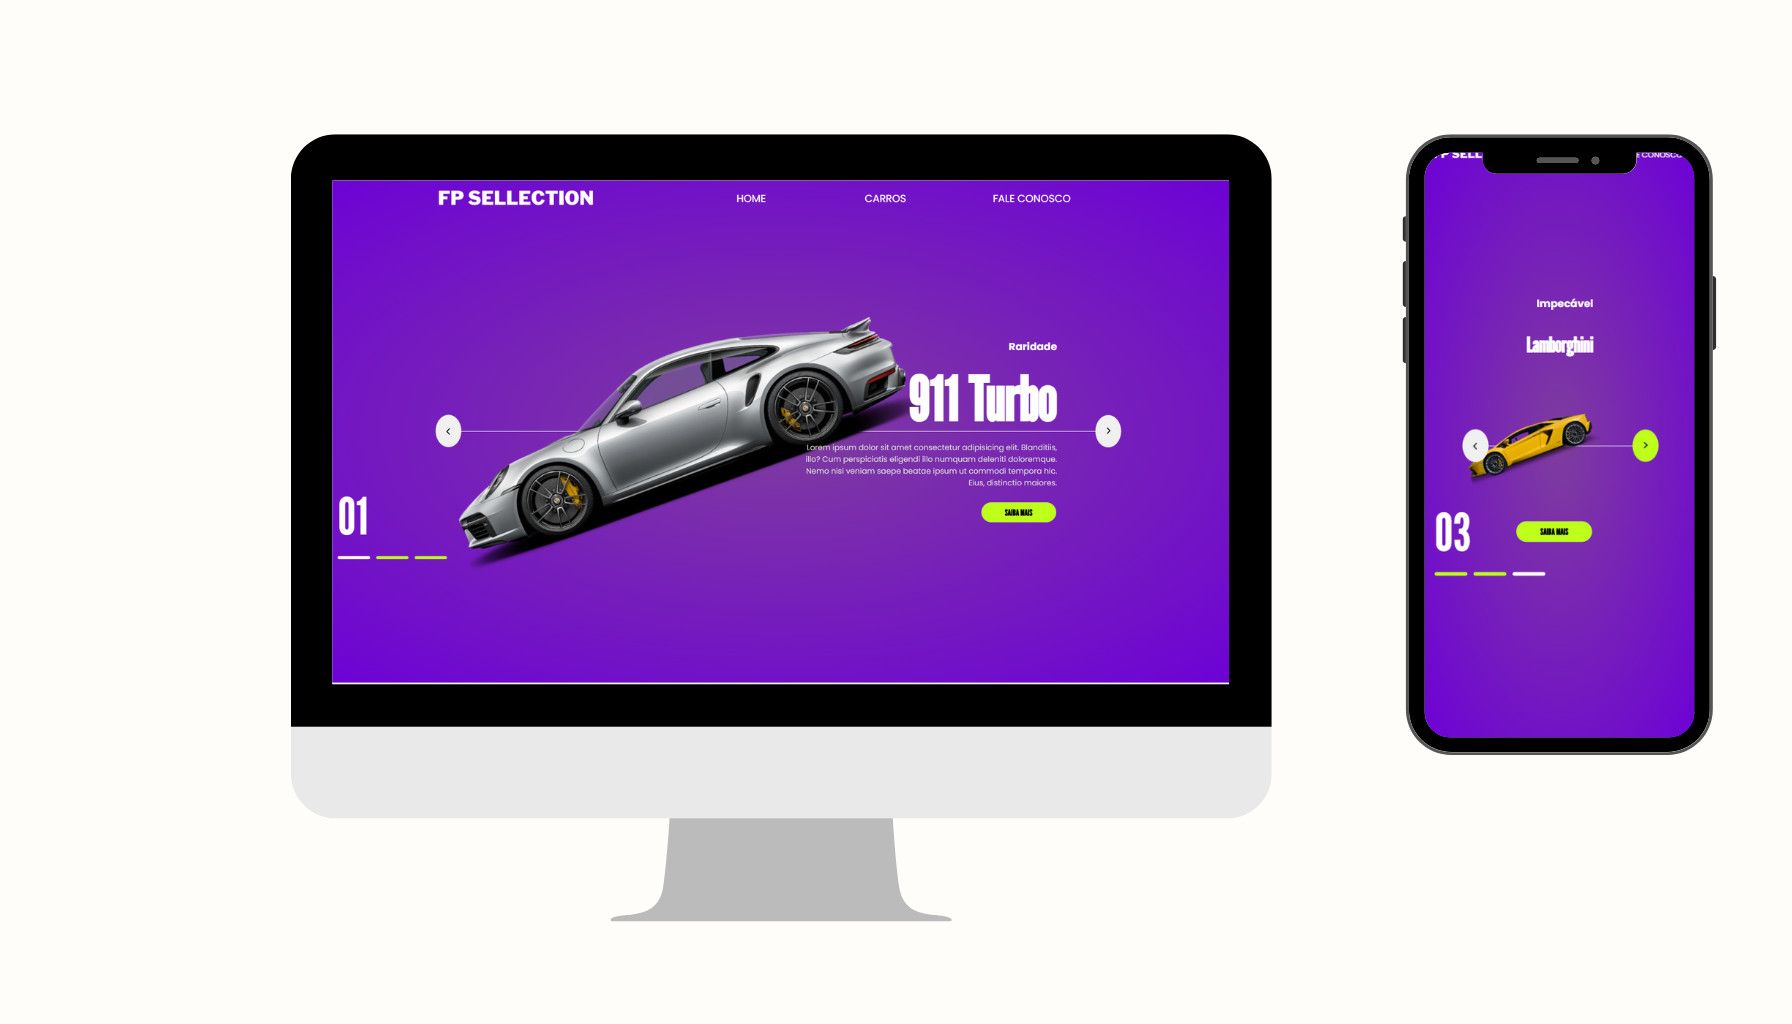 FP SELLECTION
HOME
CARROS
FALE CONOSCO
Raridade
911 Turbo
Lorem ipsum dolor sit amet consectetur adipisicing elit. Blanditiis,
illo? Cum perspiciatis eligendi illo numquam deleniti doloremque.
Nemo nisi veniam saepe beatae ipsum ut commodi tempora hic.
Eius, distinctio maiores.
SAIBA MAIS
01
FP SELL
E CONOSCO
Impecável
Lamborghini
03
SAIBA MAIS